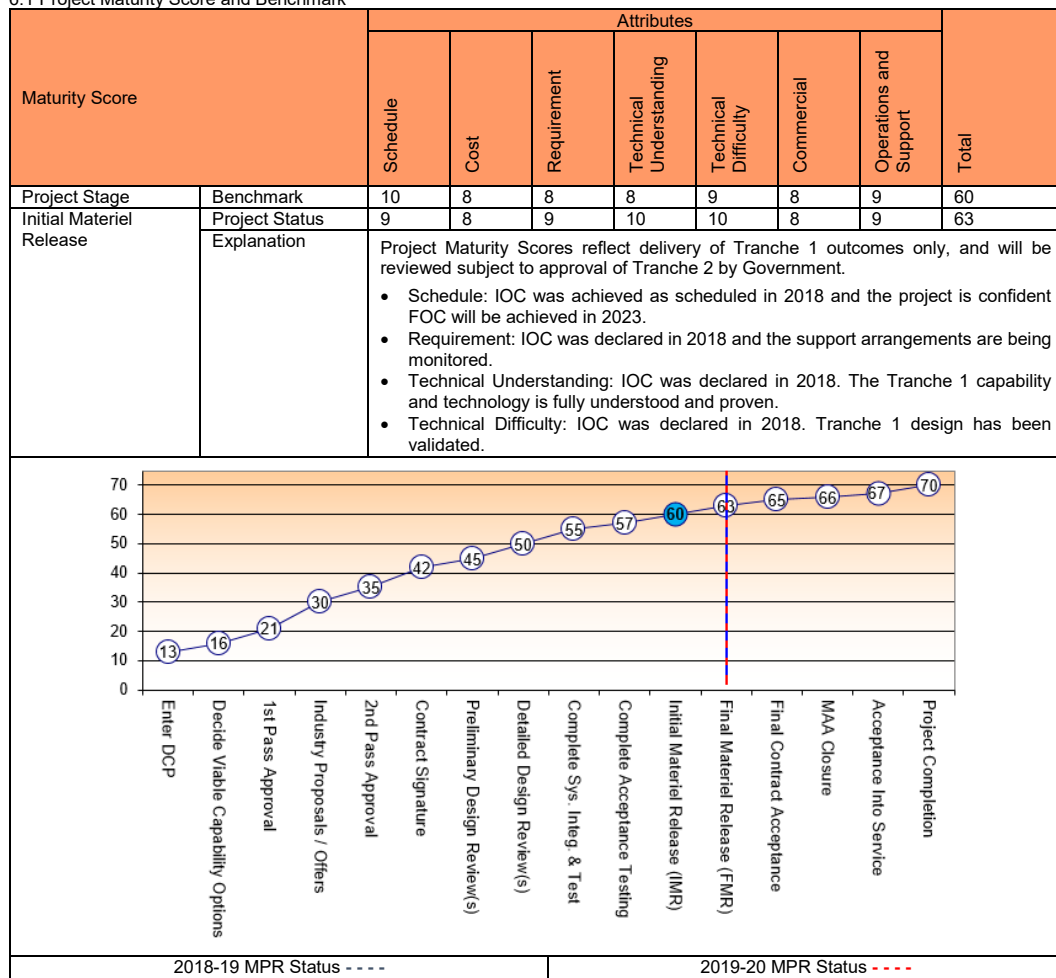 6.1 Project Maturity Score and Benchmark
Maturity Score
Attributes
Schedule
Cost
Requirement
Technical Understanding
Technical Difficulty
Commercial
Operations and Support
Total
Project Stage Benchmark 10 8 8 8 9 8 9 60
Initial Materiel Release Project Status 9 8 9 10 10 8 9 63
Explanation
Project Maturity Scores reflect delivery of Tranche 1 outcomes only, and will be
reviewed subject to approval of Tranche 2 by Government.
• Schedule: IOC was achieved as scheduled in 2018 and the project is confident
FOC will be achieved in 2023.
• Requirement: IOC was declared in 2018 and the support arrangements are being
monitored.
• Technical Understanding: IOC was declared in 2018. The Tranche 1 capability
and technology is fully understood and proven.
• Technical Difficulty: IOC was declared in 2018. Tranche 1 design has been
validated.
70
60
50
40
30
20
10
0
13
16
21
30
35
42
45
50
55
57
60
63
65
66
67
70
Enter DCP
Decide Viable Capability Options
1st Pass Approval
Industry Proposals / Offers
2nd Pass Approval
Contract Signature
Preliminary Design Review(s)
Detailed Design Review(s)
Complete Sys. Integ. & Test
Complete Acceptance Testing
Initial Materiel Release (IMR)
Final Materiel Release (FMR)
Final Contract Acceptance
MAA Closure
Acceptance Into Service
Project Completion
2018-19 MPR Status - - - -
2019-20 MPR Status - - - -